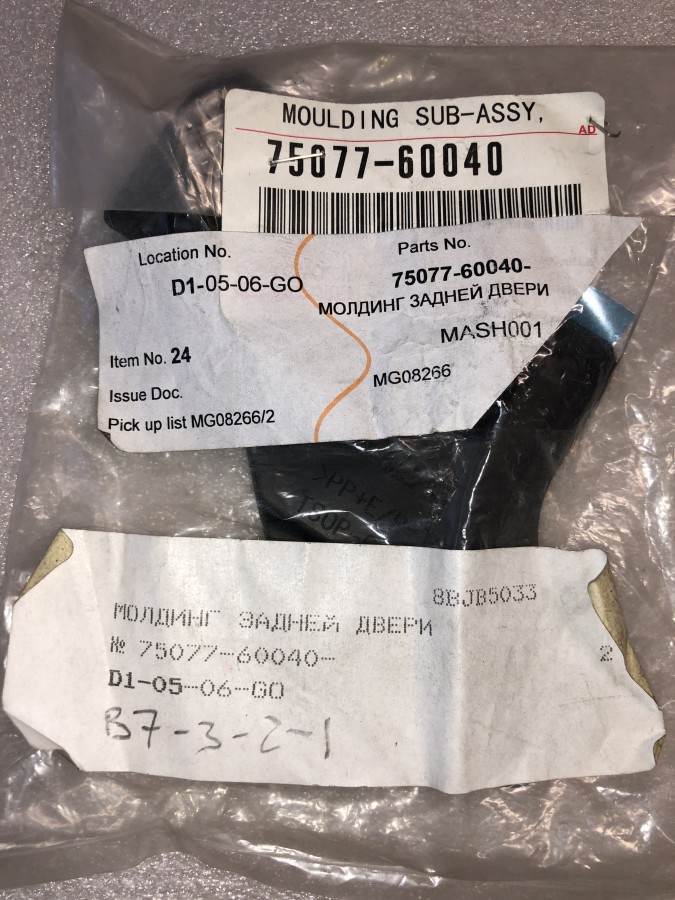 MOULDING SUB-ASSY,
AD
75077-60040
Location No.
Parts No.
D1-05-06-GO
75077-60040-
МОЛДИНГ ЗАДНЕЙ ДВЕРИ
MASH001
Item No. 24
MG08266
Issue Doc.
Pick up list MG08266/2
>PP+E/
TSOP
8BJB5033
МОЛДИНГ ЗАДНЕЙ ДВЕРИ
№ 75077-60040-
2
D1-05-06-GO
B7-3-2-1